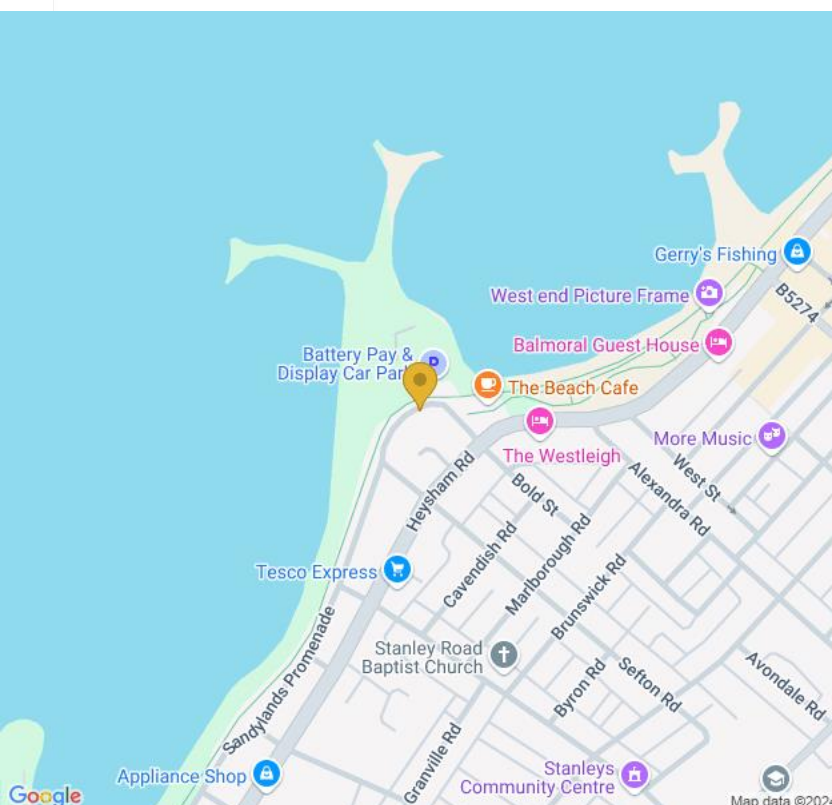 Gerry's Fishing
West end Picture Frame
B5274
Balmoral Guest House
Battery Pay &
Display Car Park
The Beach Cafe
The Westleigh
More Music
Heysham Rd
Bold St
West St
Alexandra Rd
Cavendish Rd
Marlborough Rd
Tesco Express
Brunswick Rd
Stanley Road
Baptist Church
Sandylands Promenade
Byron Rd
Sefton Rd
Avondale Rd
Granville Rd
Appliance Shop
Stanleys
Community Centre
Google
Map data ©2024